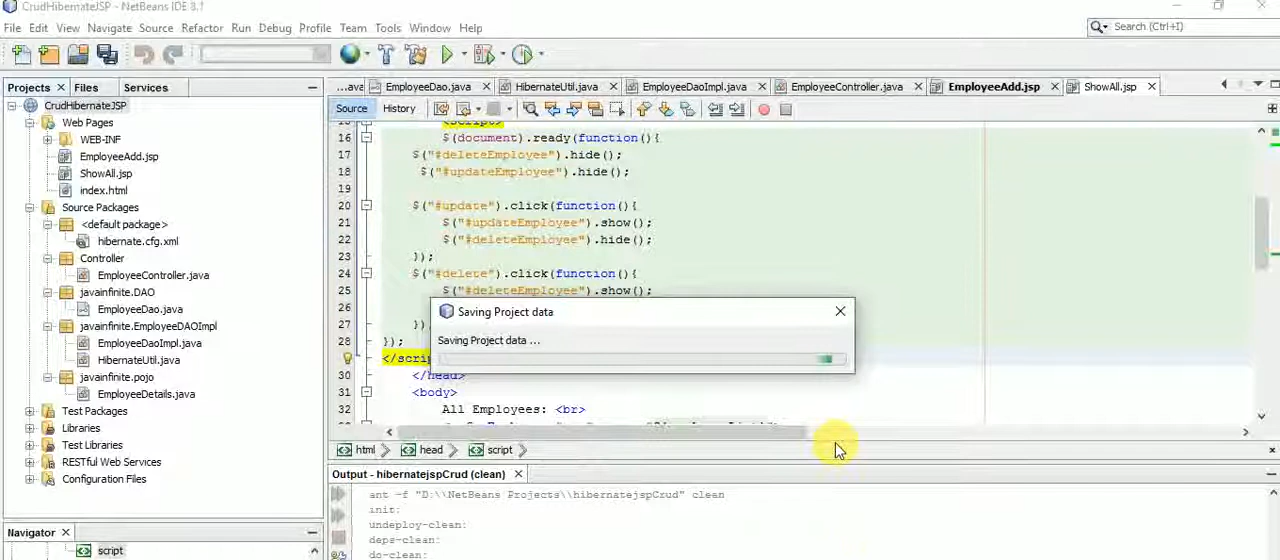 CrudHibernateJSP - NetBeans IDE 8.1
File Edit View Navigate Source Refactor Run Debug Profile Team Tools Window Help
Search (Ctrl+I)
Projects Files Services
...ava EmployeeDao.java HibernateUtil.java EmployeeDaoImpl.java EmployeeController.java EmployeeAdd.jsp ShowAll.jsp
Source History
CrudHibernateJSP
Web Pages
WEB-INF
EmployeeAdd.jsp
ShowAll.jsp
index.html
Source Packages
<default package>
hibernate.cfg.xml
Controller
EmployeeController.java
javainfinite.DAO
EmployeeDao.java
javainfinite.EmployeeDAOImpl
EmployeeDaoImpl.java
HibernateUtil.java
javainfinite.pojo
EmployeeDetails.java
Test Packages
Libraries
Test Libraries
RESTful Web Services
Configuration Files
Navigator
script
<script>
16 $(document).ready(function(){
17 $("#deleteEmployee").hide();
18 $("#updateEmployee").hide();
19
20 $("#update").click(function(){
21 $("#updateEmployee").show();
22 $("#deleteEmployee").hide();
23 });
24 $("#delete").click(function(){
25 $("#deleteEmployee").show();
26
27 })
28 });
</scrip
30 </head>
31 <body>
32 All Employees: <br>
Saving Project data
Saving Project data ...
html head script
Output - hibernatejspCrud (clean)
ant -f "D:\\NetBeans Projects\\hibernatejspCrud" clean
init:
undeploy-clean:
deps-clean:
do-clean: